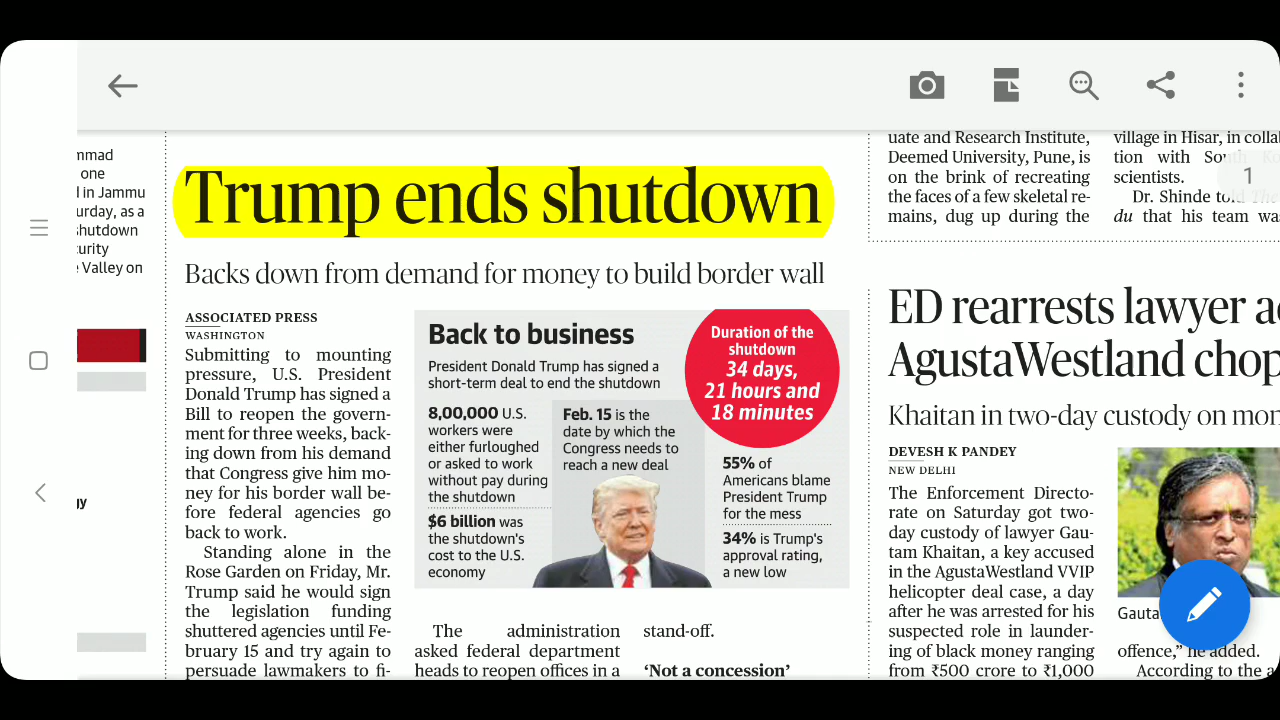 mmad
one
l in Jammu
urday, as a
shutdown
urity
Valley on
gy
Trump ends shutdown
Backs down from demand for money to build border wall
ASSOCIATED PRESS
WASHINGTON
Submitting to mounting
pressure, U.S. President
Donald Trump has signed a
Bill to reopen the govern-
ment for three weeks, back-
ing down from his demand
that Congress give him mo-
ney for his border wall be-
fore federal agencies go
back to work.
Standing alone in the
Rose Garden on Friday, Mr.
Trump said he would sign
the legislation funding
shuttered agencies until Fe-
bruary 15 and try again to
persuade lawmakers to fi-
Back to business
President Donald Trump has signed a
short-term deal to end the shutdown
8,00,000 U.S.
workers were
either furloughed
or asked to work
without pay during
the shutdown
$6 billion was
the shutdown's
cost to the U.S.
economy
Feb. 15 is the
date by which the
Congress needs to
reach a new deal
Duration of the
shutdown
34 days,
21 hours and
18 minutes
55% of
Americans blame
President Trump
for the mess
34% is Trump's
approval rating,
a new low
The administration
asked federal department
heads to reopen offices in a
stand-off.
‘Not a concession’
uate and Research Institute,
Deemed University, Pune, is
on the brink of recreating
the faces of a few skeletal re-
mains, dug up during the
village in Hisar, in colla
tion with South Ko
scientists.
Dr. Shinde told The
du that his team wa
1
ED rearrests lawyer a
AgustaWestland chop
Khaitan in two-day custody on mon
DEVESH K PANDEY
NEW DELHI
The Enforcement Directo-
rate on Saturday got two-
day custody of lawyer Gau-
tam Khaitan, a key accused
in the AgustaWestland VVIP
helicopter deal case, a day
after he was arrested for his
suspected role in launder-
ing of black money ranging
from ₹500 crore to ₹1,000
Gauta
offence,” he added.
According to the a